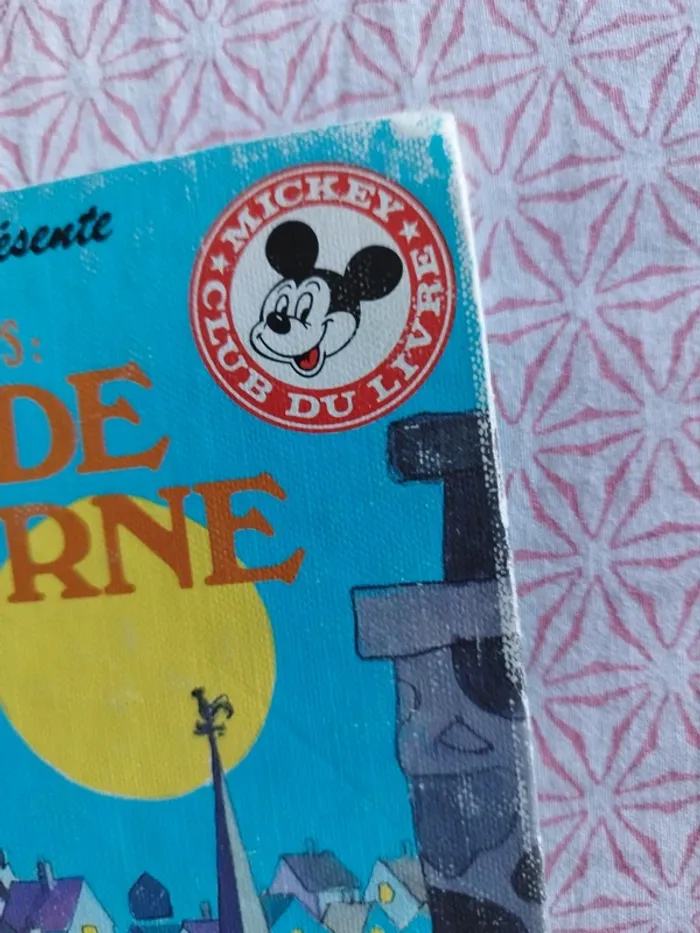 ésente
MICKEY
CLUB DU LIVRE
S:
DE
RNE